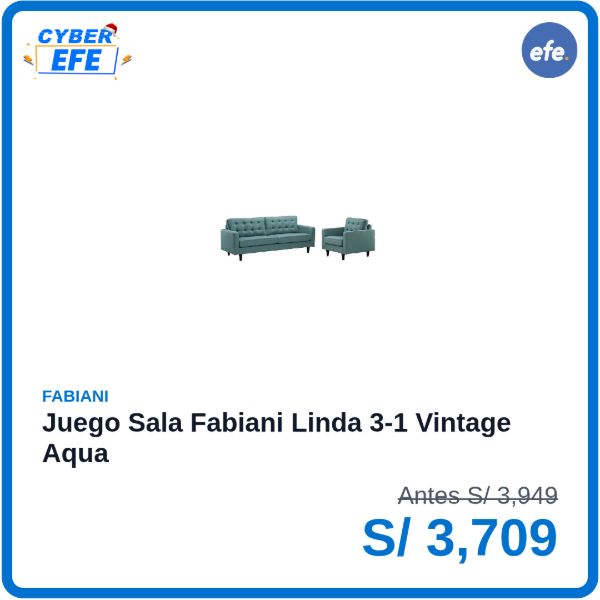 CYBER
EFE
efe.
FABIANI
Juego Sala Fabiani Linda 3-1 Vintage
Aqua
Antes S/ 3,949
S/ 3,709